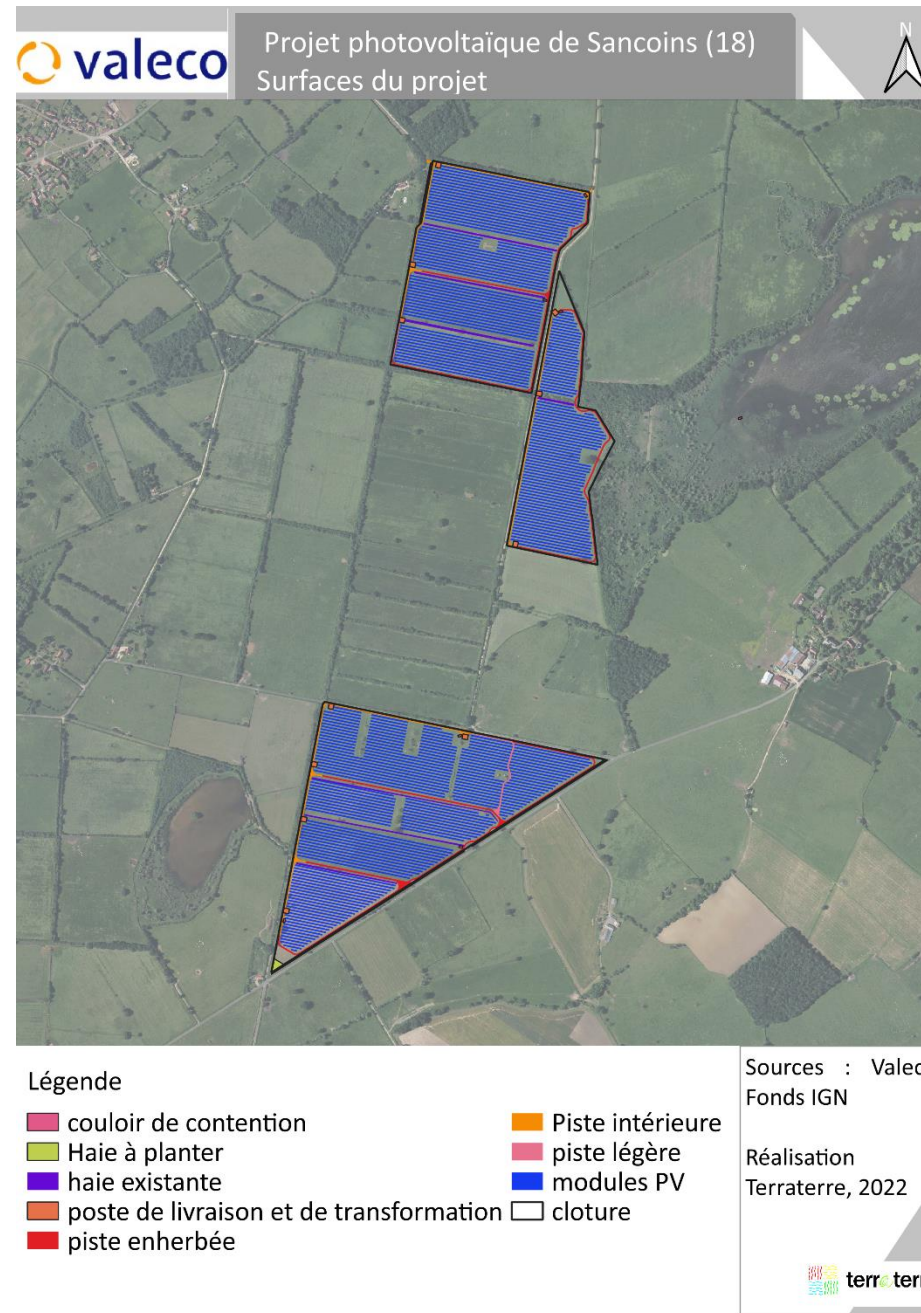 valeco
Projet photovoltaïque de Sancoins (18)
Surfaces du projet
N
Légende
couloir de contention
Haie à planter
haie existante
poste de livraison et de transformation
piste enherbée
Piste intérieure
piste légère
modules PV
cloture
Sources : Valec
Fonds IGN
Réalisation
Terraterre, 2022
terr terr